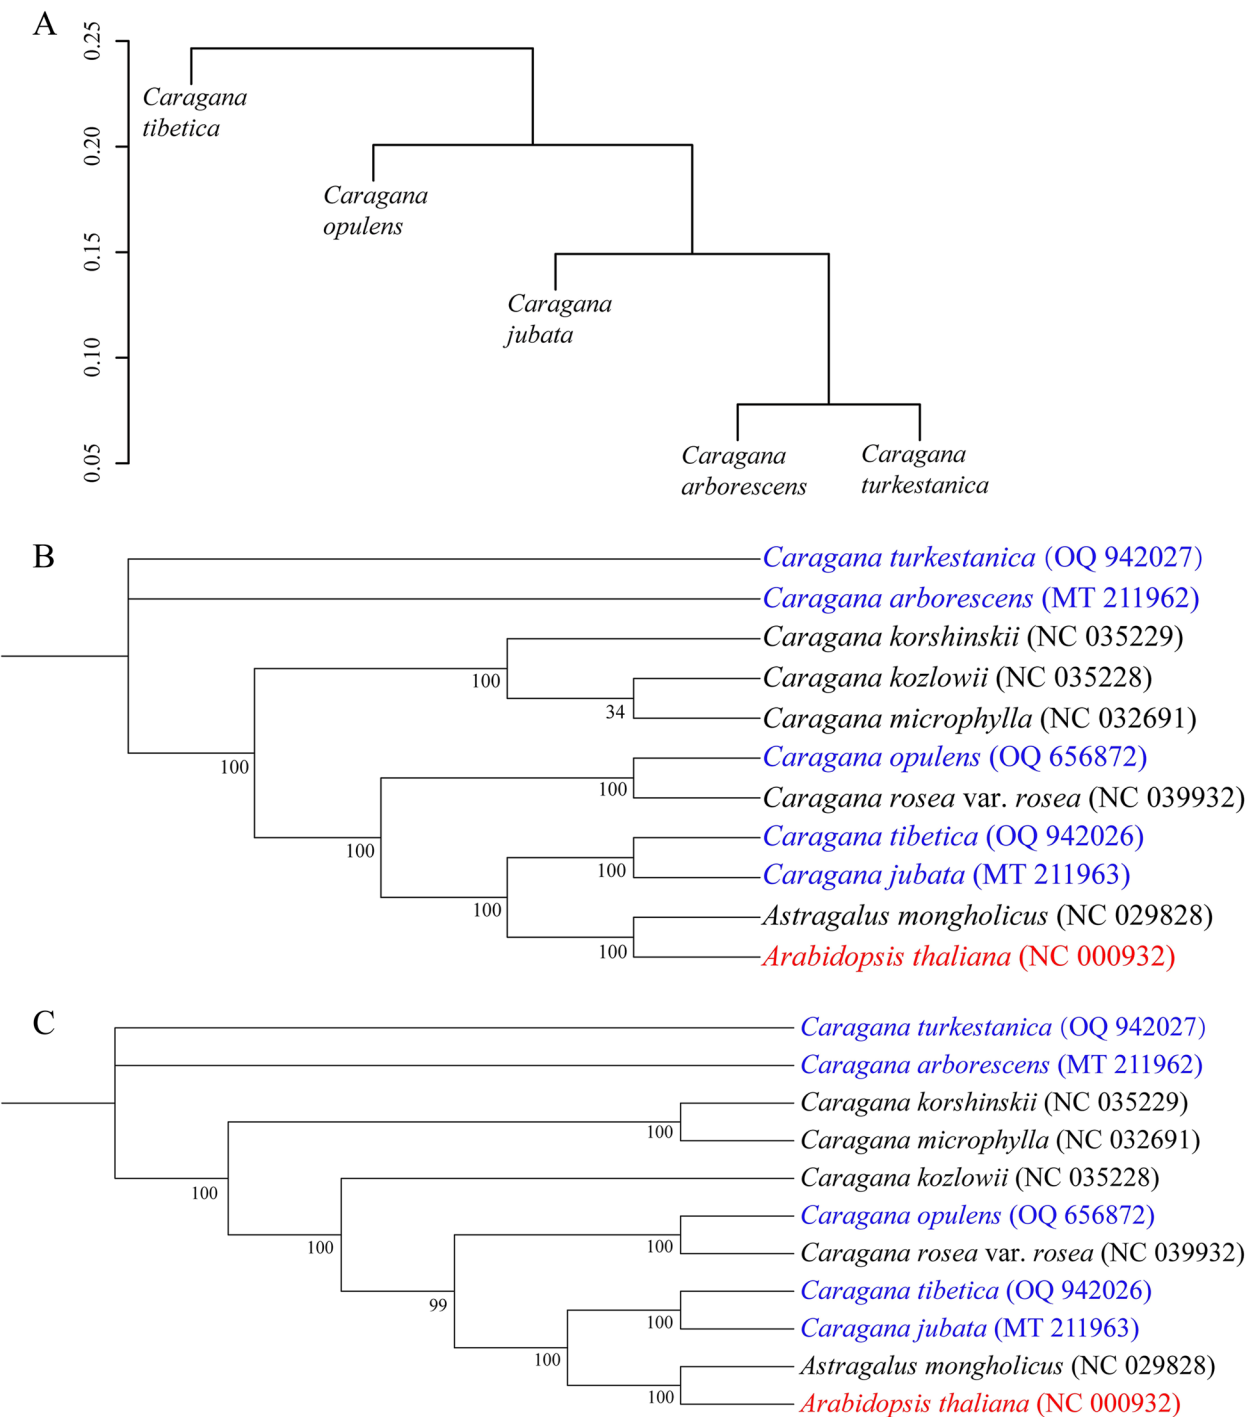 A
0.25
0.20
0.15
0.10
0.05
Caragana
tibetica
Caragana
opulens
Caragana
jubata
Caragana
arborescens
Caragana
turkestanica
B
Caragana turkestanica (OQ 942027)
Caragana arborescens (MT 211962)
Caragana korshinskii (NC 035229)
100
Caragana kozlowii (NC 035228)
34
Caragana microphylla (NC 032691)
100
Caragana opulens (OQ 656872)
100
Caragana rosea var. rosea (NC 039932)
100
Caragana tibetica (OQ 942026)
100
Caragana jubata (MT 211963)
100
Astragalus mongholicus (NC 029828)
100
Arabidopsis thaliana (NC 000932)
C
Caragana turkestanica (OQ 942027)
Caragana arborescens (MT 211962)
Caragana korshinskii (NC 035229)
100
Caragana microphylla (NC 032691)
100
Caragana kozlowii (NC 035228)
Caragana opulens (OQ 656872)
100
100
Caragana rosea var. rosea (NC 039932)
Caragana tibetica (OQ 942026)
99
100
Caragana jubata (MT 211963)
100
Astragalus mongholicus (NC 029828)
100
Arabidopsis thaliana (NC 000932)